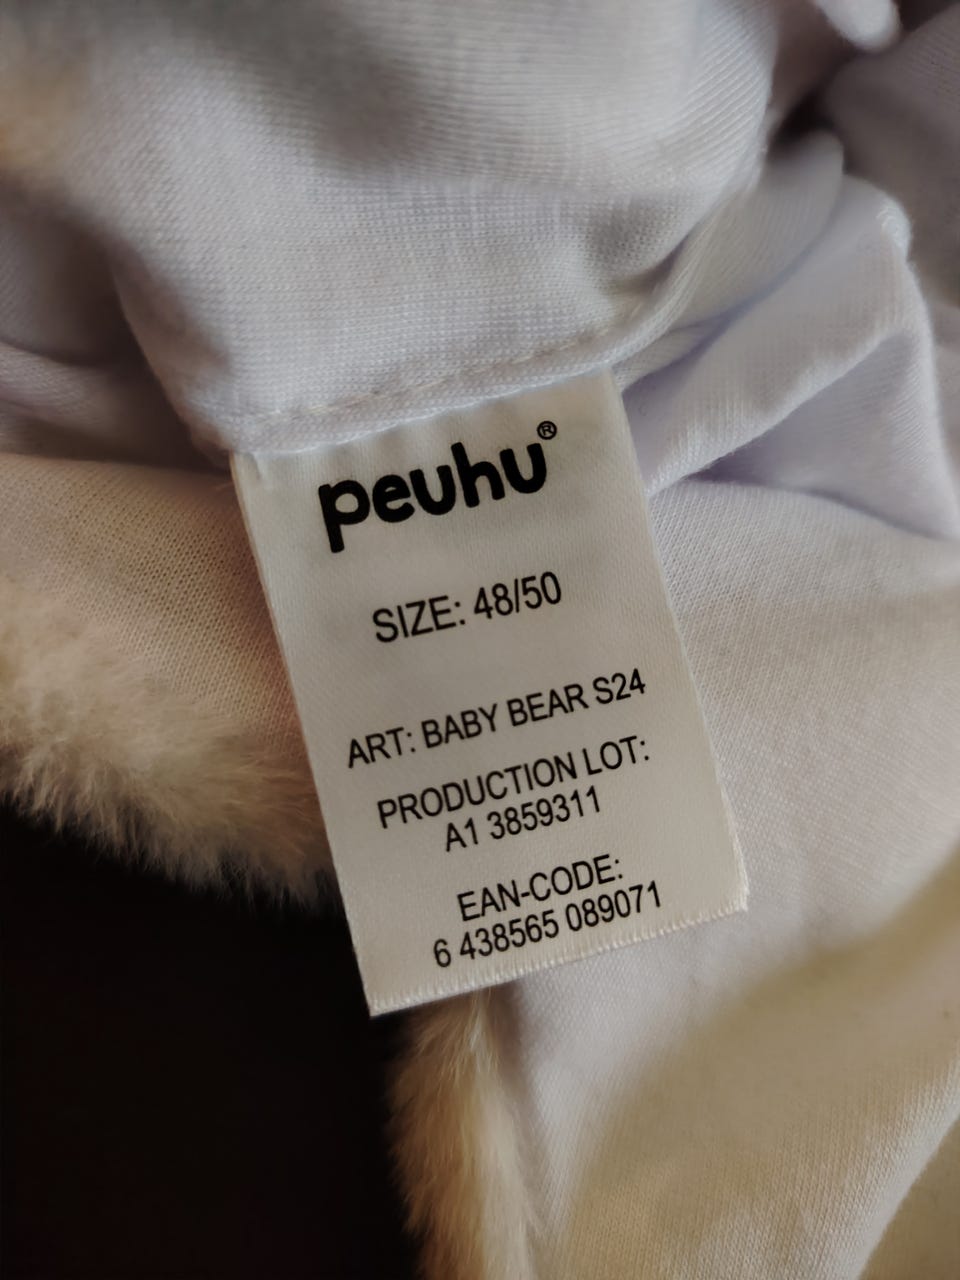 peuhu®
SIZE: 48/50
ART: BABY BEAR S24
PRODUCTION LOT:
A1 3859311
EAN-CODE:
6 438565 089071